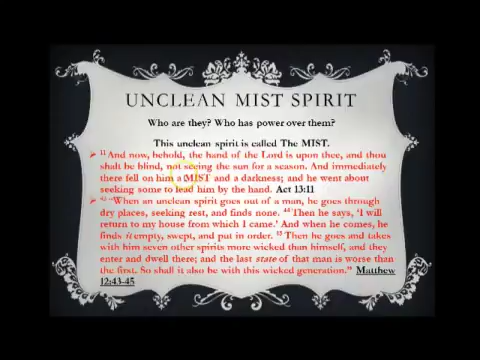 UNCLEAN MIST SPIRIT
Who are they? Who has power over them?
This unclean spirit is called The MIST.
11 And now, behold, the hand of the Lord is upon thee, and thou
shalt be blind, not seeing the sun for a season. And immediately
there fell on him a MIST and a darkness; and he went about
seeking some to lead him by the hand. Act 13:11
43 "When an unclean spirit goes out of a man, he goes through
dry places, seeking rest, and finds none. 44 Then he says, 'I will
return to my house from which I came.' And when he comes, he
finds it empty, swept, and put in order. 45 Then he goes and takes
with him seven other spirits more wicked than himself, and they
enter and dwell there; and the last state of that man is worse than
the first. So shall it also be with this wicked generation." Matthew
12:43-45